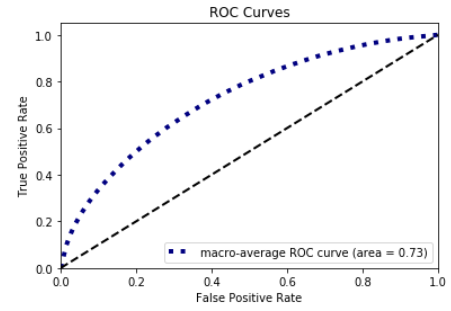 ROC Curves
1.0
0.8
0.6
0.4
0.2
0.0
True Positive Rate
macro-average ROC curve (area = 0.73)
0.0 0.2 0.4 0.6 0.8 1.0
False Positive Rate